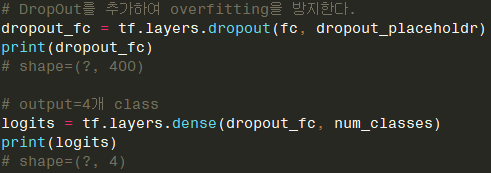 # DropOut를 추가하여 overfitting을 방지한다.
dropout_fc = tf.layers.dropout(fc, dropout_placeholdr)
print(dropout_fc)
# shape=(?, 400)
# output=4개 class
logits = tf.layers.dense(dropout_fc, num_classes)
print(logits)
# shape=(?, 4)